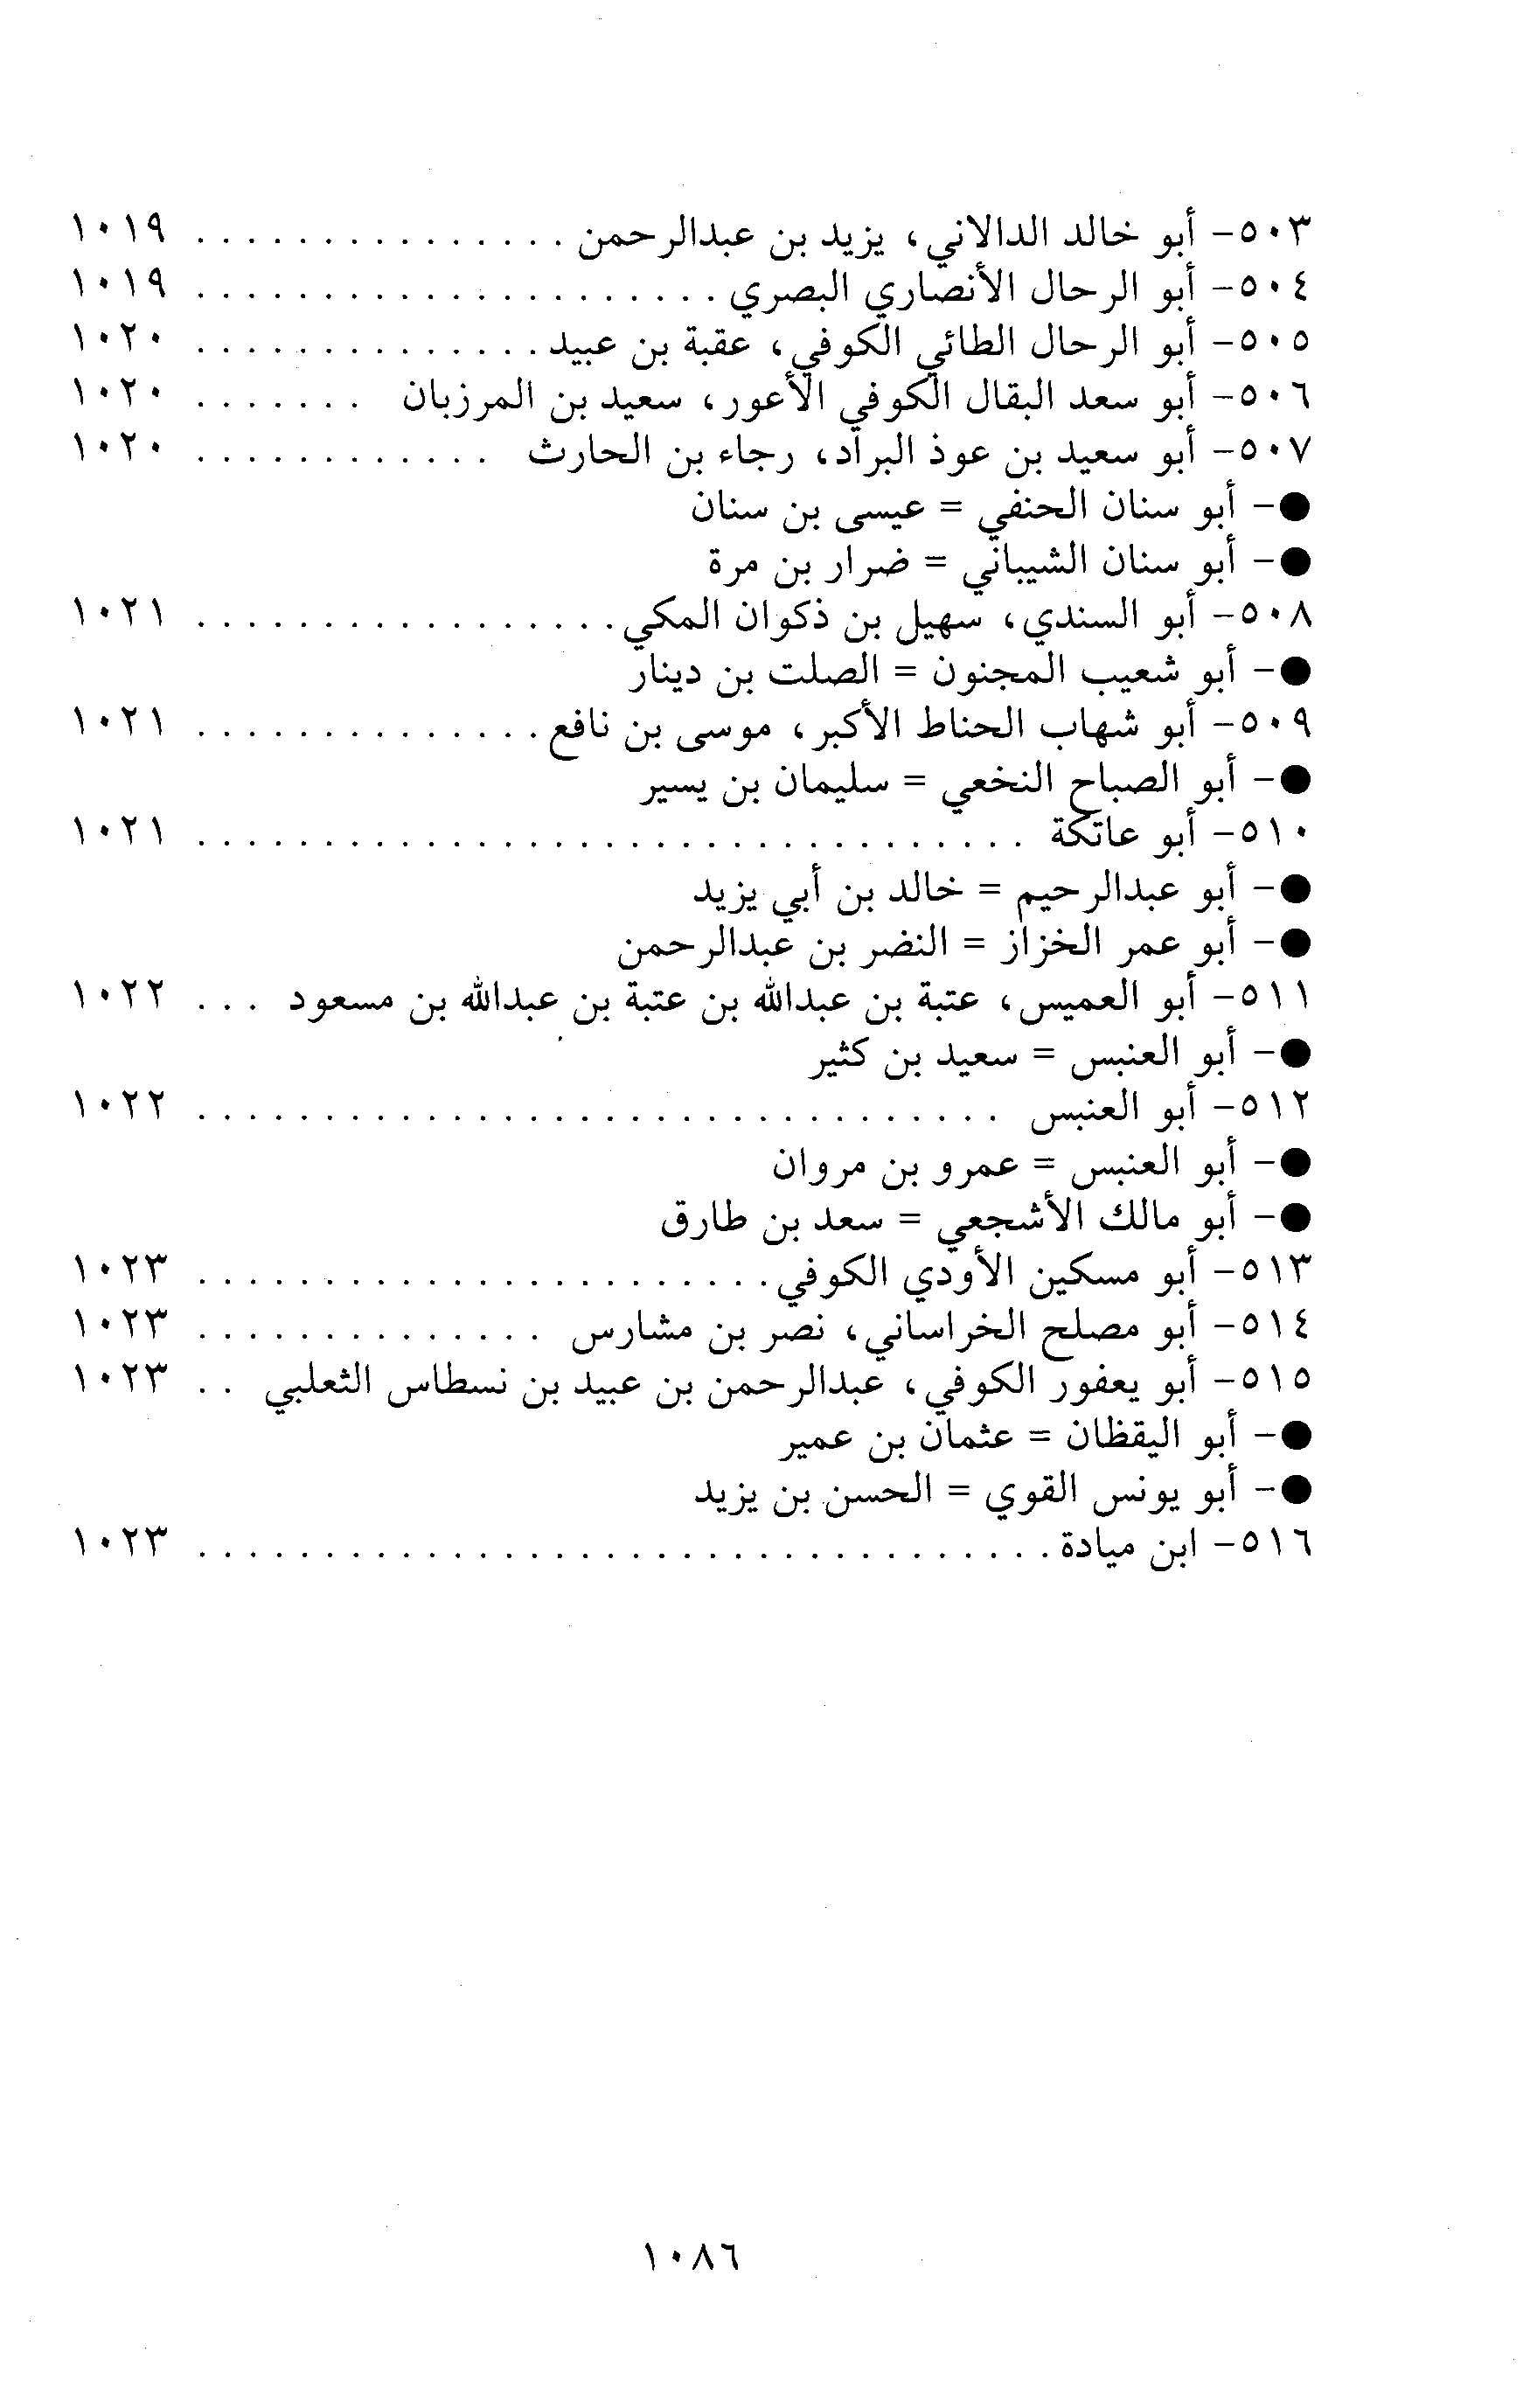 ٥٠٣- أبو خالد الدالاني، يزيد بن عبدالرحمن . . . . . . . . . . . . . . . ١٠١٩
٥٠٤- أبو الرحال الأنصاري البصري . . . . . . . . . . . . . . . . . . . . . ١٠١٩
٥٠٥- أبو الرحال الطائي الكوفي، عقبة بن عبيد . . . . . . . . . . . . . . ١٠٢٠
٥٠٦- أبو سعد البقال الكوفي الأعور، سعيد بن المرزبان . . . . . . . ١٠٢٠
٥٠٧- أبو سعيد بن عوذ البراد، رجاء بن الحارث . . . . . . . . . . . . ١٠٢٠
●- أبو سنان الحنفي = عيسى بن سنان
●- أبو سنان الشيباني = ضرار بن مرة
٥٠٨- أبو السندي، سهيل بن ذكوان المكي . . . . . . . . . . . . . . . . . ١٠٢١
●- أبو شعيب المجنون = الصلت بن دينار
٥٠٩- أبو شهاب الحناط الأكبر، موسى بن نافع . . . . . . . . . . . . . . ١٠٢١
●- أبو الصباح النخعي = سليمان بن يسير
٥١٠- أبو عاتكة . . . . . . . . . . . . . . . . . . . . . . . . . . . . . . . . . ١٠٢١
●- أبو عبدالرحيم = خالد بن أبي يزيد
●- أبو عمر الخزاز = النضر بن عبدالرحمن
٥١١- أبو العميس، عتبة بن عبدالله بن عتبة بن عبدالله بن مسعود . . . ١٠٢٢
●- أبو العنبس = سعيد بن كثير
٥١٢- أبو العنبس . . . . . . . . . . . . . . . . . . . . . . . . . . . . . . . . ١٠٢٢
●- أبو العنبس = عمرو بن مروان
●- أبو مالك الأشجعي = سعد بن طارق
٥١٣- أبو مسكين الأودي الكوفي . . . . . . . . . . . . . . . . . . . . . . . ١٠٢٣
٥١٤- أبو مصلح الخراساني، نصر بن مشارس . . . . . . . . . . . . . . ١٠٢٣
٥١٥- أبو يعفور الكوفي، عبدالرحمن بن عبيد بن نسطاس الثعلبي . . ١٠٢٣
●- أبو اليقظان = عثمان بن عمير
●- أبو يونس القوي = الحسن بن يزيد
٥١٦- ابن ميادة . . . . . . . . . . . . . . . . . . . . . . . . . . . . . . . . . . ١٠٢٣
١٠٨٦